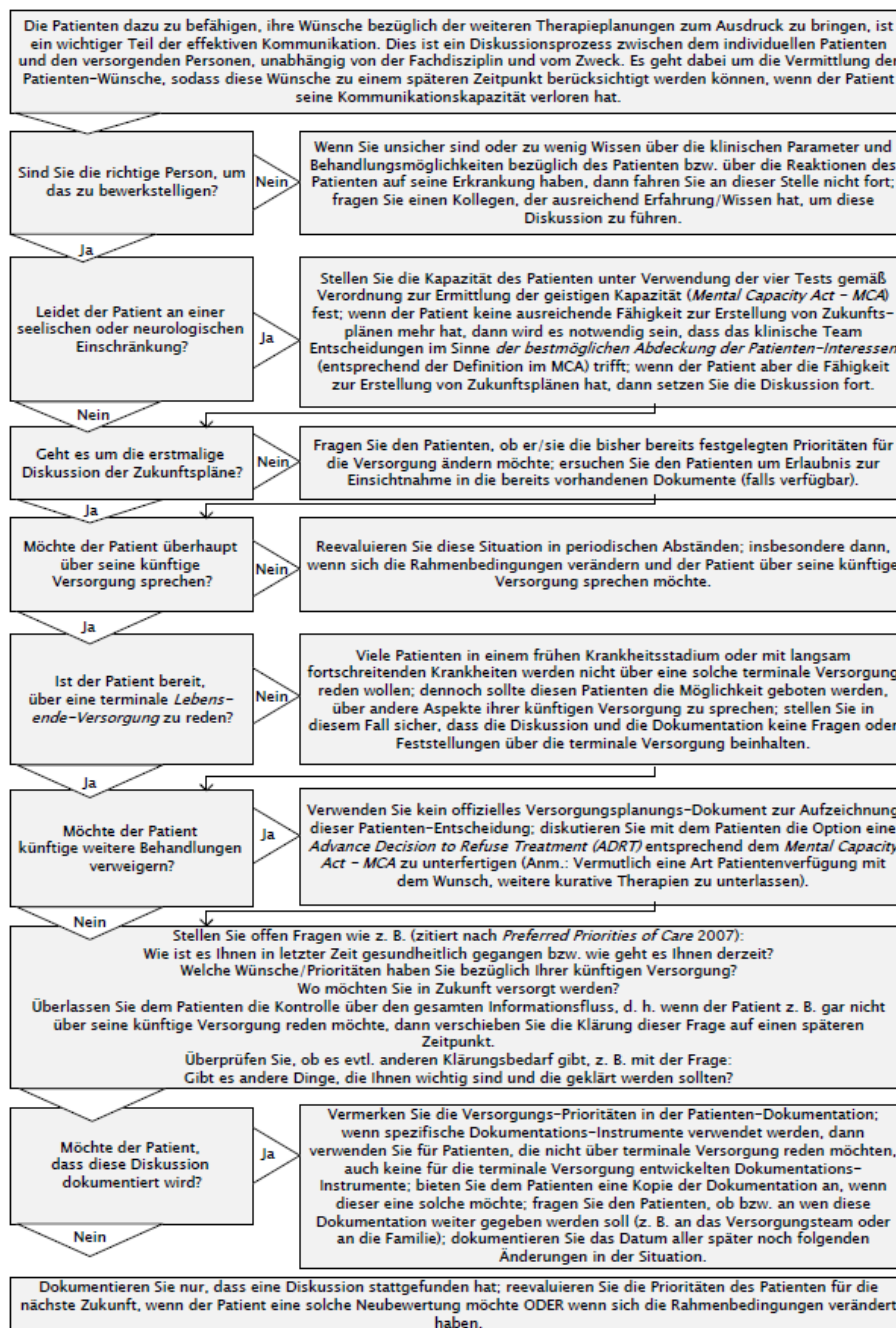 Die Patienten dazu zu befähigen, ihre Wünsche bezüglich der weiteren Therapieplanungen zum Ausdruck zu bringen, ist
ein wichtiger Teil der effektiven Kommunikation. Dies ist ein Diskussionsprozess zwischen dem individuellen Patienten
und den versorgenden Personen, unabhängig von der Fachdisziplin und vom Zweck. Es geht dabei um die Vermittlung der
Patienten-Wünsche, sodass diese Wünsche zu einem späteren Zeitpunkt berücksichtigt werden können, wenn der Patient
seine Kommunikationskapazität verloren hat.
Sind Sie die richtige Person, um
das zu bewerkstelligen?
Nein
Wenn Sie unsicher sind oder zu wenig Wissen über die klinischen Parameter und
Behandlungsmöglichkeiten bezüglich des Patienten bzw. über die Reaktionen des
Patienten auf seine Erkrankung haben, dann fahren Sie an dieser Stelle nicht fort;
fragen Sie einen Kollegen, der ausreichend Erfahrung/Wissen hat, um diese
Diskussion zu führen.
Ja
Leidet der Patient an einer
seelischen oder neurologischen
Einschränkung?
Ja
Stellen Sie die Kapazität des Patienten unter Verwendung der vier Tests gemäß
Verordnung zur Ermittlung der geistigen Kapazität (Mental Capacity Act – MCA)
fest; wenn der Patient keine ausreichende Fähigkeit zur Erstellung von Zukunfts-
plänen mehr hat, dann wird es notwendig sein, dass das klinische Team
Entscheidungen im Sinne der bestmöglichen Abdeckung der Patienten-Interessen
(entsprechend der Definition im MCA) trifft; wenn der Patient aber die Fähigkeit
zur Erstellung von Zukunftsplänen hat, dann setzen Sie die Diskussion fort.
Nein
Geht es um die erstmalige
Diskussion der Zukunftspläne?
Nein
Fragen Sie den Patienten, ob er/sie die bisher bereits festgelegten Prioritäten für
die Versorgung ändern möchte; ersuchen Sie den Patienten um Erlaubnis zur
Einsichtnahme in die bereits vorhandenen Dokumente (falls verfügbar).
Ja
Möchte der Patient überhaupt
über seine künftige
Versorgung sprechen?
Nein
Reevaluieren Sie diese Situation in periodischen Abständen; insbesondere dann,
wenn sich die Rahmenbedingungen verändern und der Patient über seine künftige
Versorgung sprechen möchte.
Ja
Ist der Patient bereit,
über eine terminale Lebens-
ende-Versorgung zu reden?
Nein
Viele Patienten in einem frühen Krankheitsstadium oder mit langsam
fortschreitenden Krankheiten werden nicht über eine solche terminale Versorgung
reden wollen; dennoch sollte diesen Patienten die Möglichkeit geboten werden,
über andere Aspekte ihrer künftigen Versorgung zu sprechen; stellen Sie in
diesem Fall sicher, dass die Diskussion und die Dokumentation keine Fragen oder
Feststellungen über die terminale Versorgung beinhalten.
Ja
Möchte der Patient
künftige weitere Behandlungen
verweigern?
Ja
Verwenden Sie kein offizielles Versorgungsplanungs-Dokument zur Aufzeichnung
dieser Patienten-Entscheidung; diskutieren Sie mit dem Patienten die Option eine
Advance Decision to Refuse Treatment (ADRT) entsprechend dem Mental Capacity
Act – MCA zu unterfertigen (Anm.: Vermutlich eine Art Patientenverfügung mit
dem Wunsch, weitere kurative Therapien zu unterlassen).
Nein
Stellen Sie offen Fragen wie z. B. (zitiert nach Preferred Priorities of Care 2007):
Wie ist es Ihnen in letzter Zeit gesundheitlich gegangen bzw. wie geht es Ihnen derzeit?
Welche Wünsche/Prioritäten haben Sie bezüglich Ihrer künftigen Versorgung?
Wo möchten Sie in Zukunft versorgt werden?
Überlassen Sie dem Patienten die Kontrolle über den gesamten Informationsfluss, d. h. wenn der Patient z. B. gar nicht
über seine künftige Versorgung reden möchte, dann verschieben Sie die Klärung dieser Frage auf einen späteren
Zeitpunkt.
Überprüfen Sie, ob es evtl. anderen Klärungsbedarf gibt, z. B. mit der Frage:
Gibt es andere Dinge, die Ihnen wichtig sind und die geklärt werden sollten?
Möchte der Patient,
dass diese Diskussion
dokumentiert wird?
Ja
Vermerken Sie die Versorgungs-Prioritäten in der Patienten-Dokumentation;
wenn spezifische Dokumentations-Instrumente verwendet werden, dann
verwenden Sie für Patienten, die nicht über terminale Versorgung reden möchten,
auch keine für die terminale Versorgung entwickelten Dokumentations-
Instrumente; bieten Sie dem Patienten eine Kopie der Dokumentation an, wenn
dieser eine solche möchte; fragen Sie den Patienten, ob bzw. an wen diese
Dokumentation weiter gegeben werden soll (z. B. an das Versorgungsteam oder
an die Familie); dokumentieren Sie das Datum aller später noch folgenden
Änderungen in der Situation.
Nein
Dokumentieren Sie nur, dass eine Diskussion stattgefunden hat; reevaluieren Sie die Prioritäten des Patienten für die
nächste Zukunft, wenn der Patient eine solche Neubewertung möchte ODER wenn sich die Rahmenbedingungen verändert
haben.